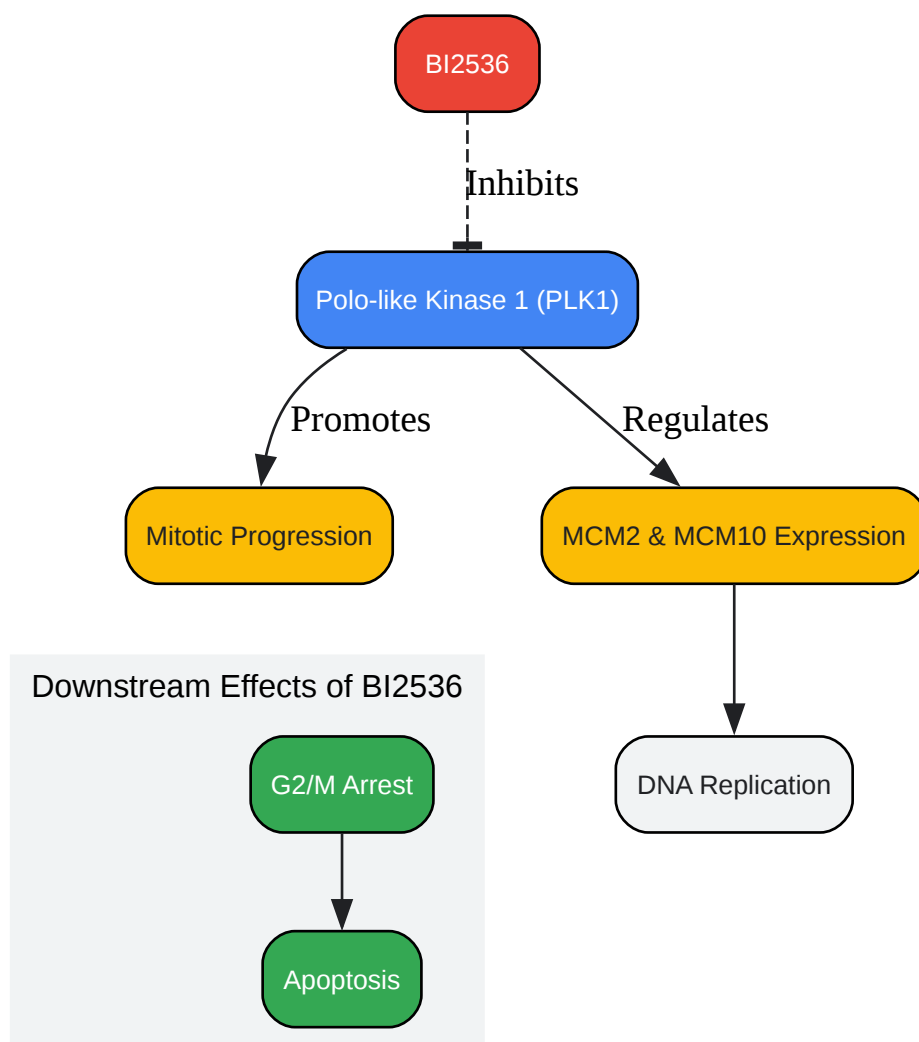 BI2536
Inhibits
Polo-like Kinase 1 (PLK1)
Promotes
Regulates
Mitotic Progression
MCM2 & MCM10 Expression
Downstream Effects of BI2536
G2/M Arrest
DNA Replication
Apoptosis